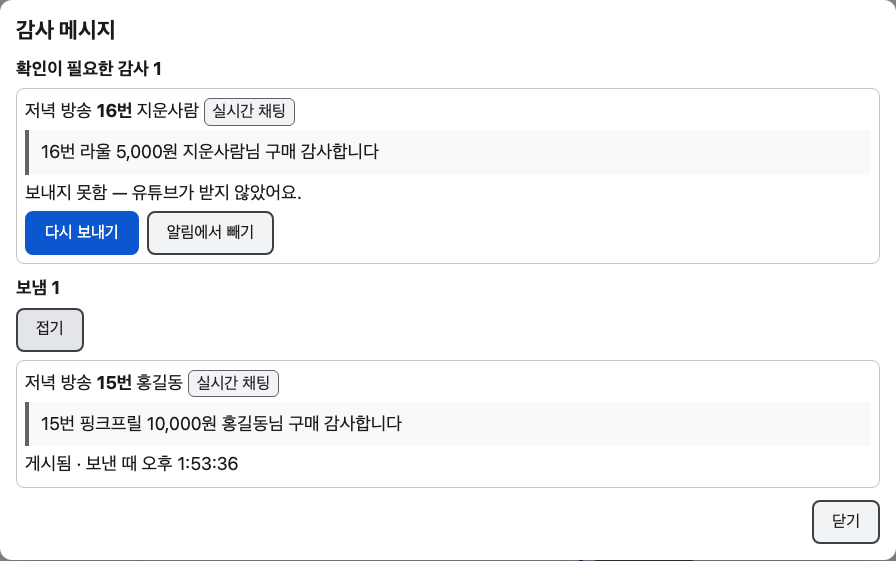 감사 메시지
확인이 필요한 감사 1
저녁 방송 16번 지운사람 실시간 채팅
16번 라울 5,000원 지운사람님 구매 감사합니다
보내지 못함 — 유튜브가 받지 않았어요.
다시 보내기 알림에서 빼기
보냄 1
접기
저녁 방송 15번 홍길동 실시간 채팅
15번 핑크프릴 10,000원 홍길동님 구매 감사합니다
게시됨 · 보낸 때 오후 1:53:36
닫기